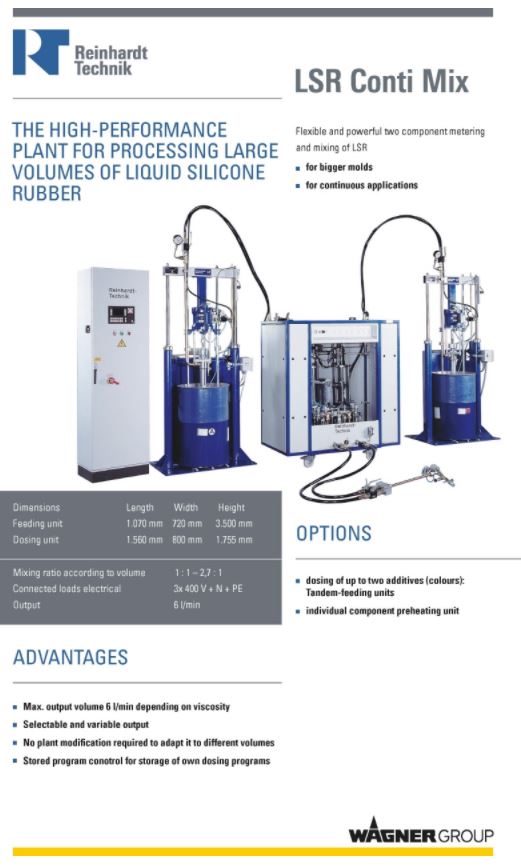 Reinhardt
Technik
LSR Conti Mix
THE HIGH-PERFORMANCE
PLANT FOR PROCESSING LARGE
VOLUMES OF LIQUID SILICONE
RUBBER
Flexible and powerful two component metering
and mixing of LSR
for bigger molds
for continuous applications
Reinhardt-
Technik
Reinhardt
Technik
Dimensions Length Width Height
Feeding unit 1.070 mm 720 mm 3.500 mm
Dosing unit 1.560 mm 800 mm 1.755 mm
Mixing ratio according to volume 1 : 1 – 2,7 : 1
Connected loads electrical 3x 400 V + N + PE
Output 6 l/min
OPTIONS
dosing of up to two additives (colours):
Tandem-feeding units
individual component preheating unit
ADVANTAGES
Max. output volume 6 l/min depending on viscosity
Selectable and variable output
No plant modification required to adapt it to different volumes
Stored program conotrol for storage of own dosing programs
WAGNER GROUP